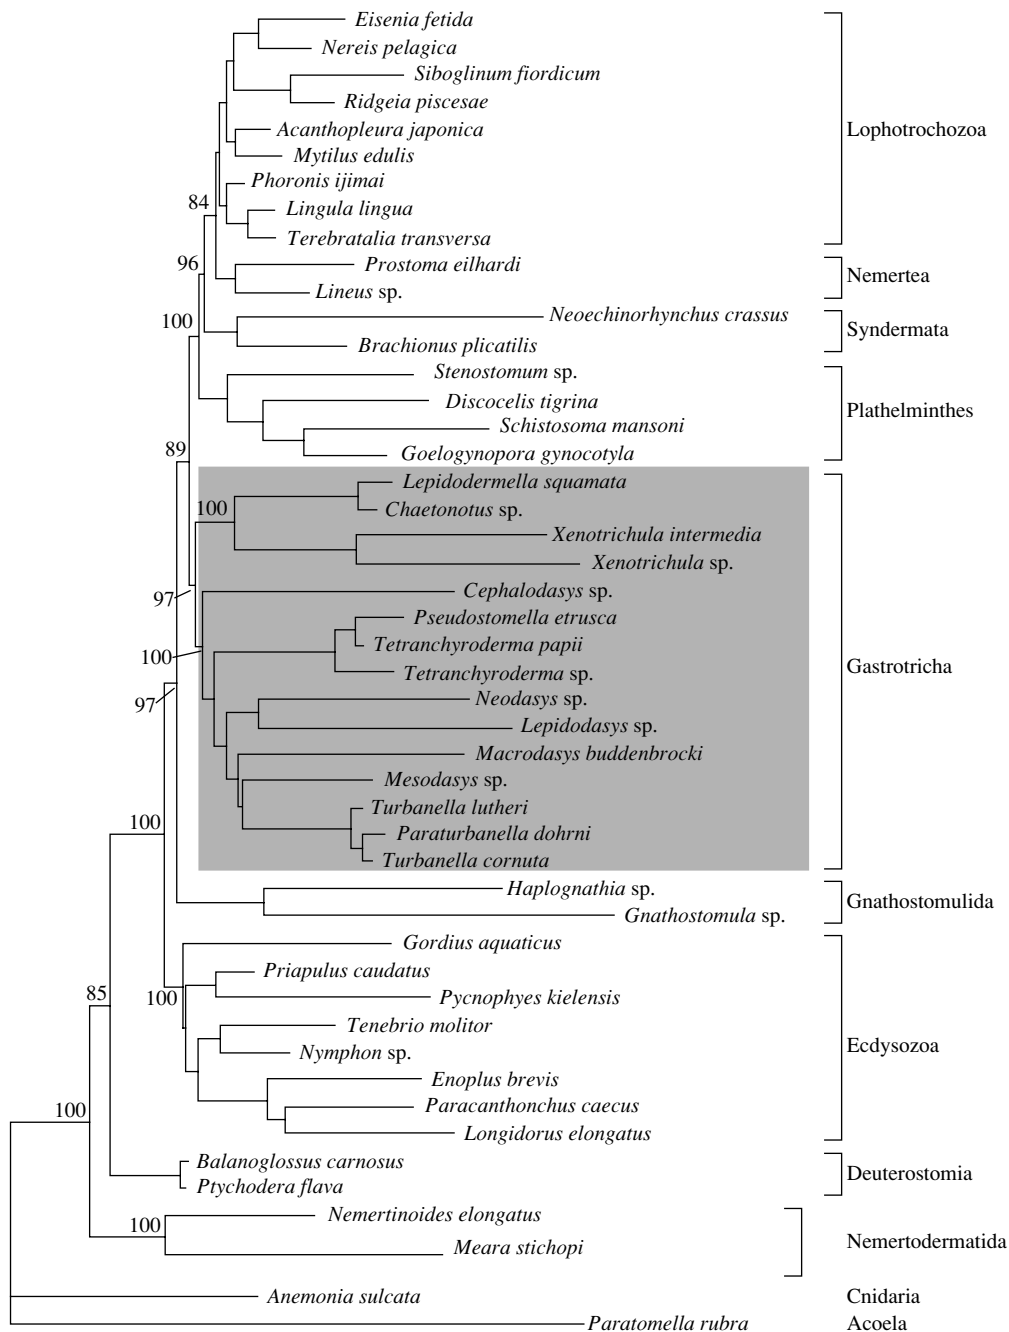 Eisenia fetida
Nereis pelagica
Siboglinum fiordicum
Ridgeia piscesae
Acanthopleura japonica
Lophotrochozoa
Mytilus edulis
Phoronis ijimai
84
Lingula lingua
Terebratalia transversa
96
Prostoma eilhardi
Nemertea
Lineus sp.
100
Neoechinorhynchus crassus
Syndermata
Brachionus plicatilis
Stenostomum sp.
Discocelis tigrina
Plathelminthes
Schistosoma mansoni
89
Goelogynopora gynocotyla
Lepidodermella squamata
100
Chaetonotus sp.
Xenotrichula intermedia
Xenotrichula sp.
97
Cephalodasys sp.
Pseudostomella etrusca
Tetranchyroderma papii
100
Tetranchyroderma sp.
Gastrotricha
97
Neodasys sp.
Lepidodasys sp.
Macrodasys buddenbrocki
Mesodasys sp.
Turbanella lutheri
100
Paraturbanella dohrni
Turbanella cornuta
Haplognathia sp.
Gnathostomulida
Gnathostomula sp.
Gordius aquaticus
Priapulus caudatus
85
100
Pycnophyes kielensis
Tenebrio molitor
Ecdysozoa
Nymphon sp.
Enoplus brevis
100
Paracanthonchus caecus
Longidorus elongatus
Balanoglossus carnosus
Deuterostomia
Ptychodera flava
100
Nemertinoides elongatus
Nemertodermatida
Meara stichopi
Anemonia sulcata
Cnidaria
Paratomella rubra
Acoela